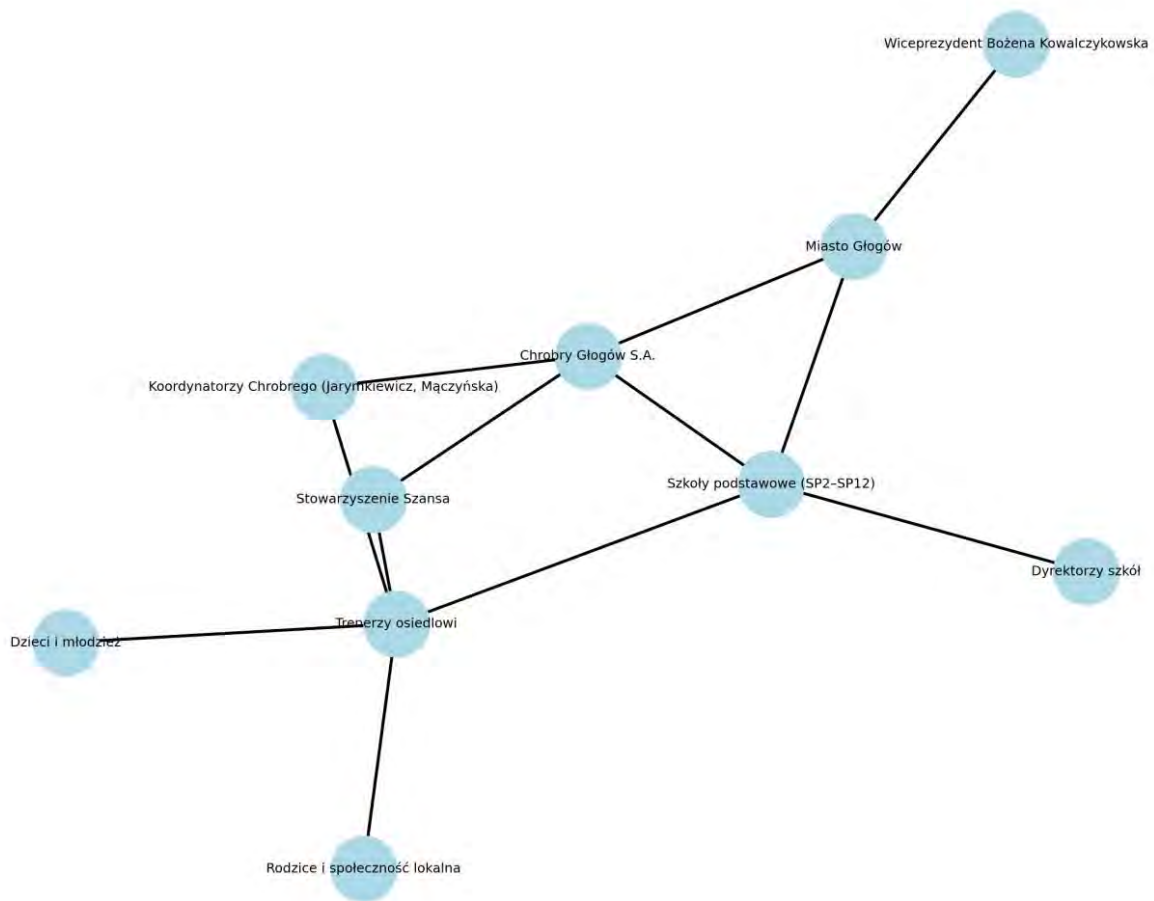 Wiceprezydent Bożena Kowalczykowska
Miasto Głogów
Chrobry Głogów S.A.
Koordynatorzy Chrobrego (Jarymkiewicz, Mączyńska)
Szkoły podstawowe (SP2–SP12)
Stowarzyszenie Szansa
Dyrektorzy szkół
Trenerzy osiedlowi
Dzieci i młodzież
Rodzice i społeczność lokalna